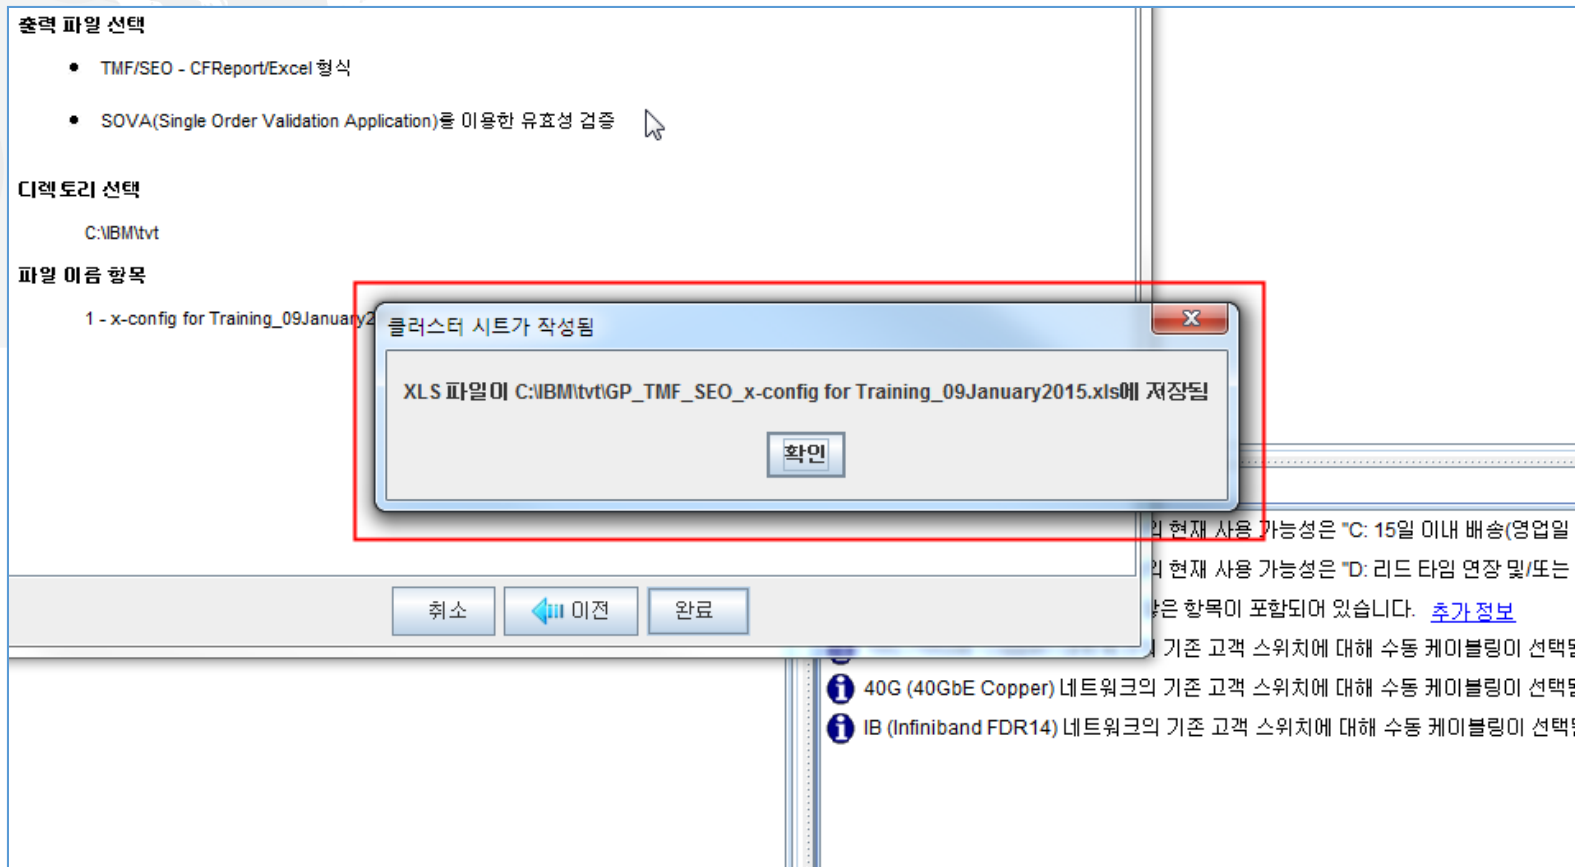 출력 파일 선택
TMF/SEO - CFReport/Excel 형식
SOVA(Single Order Validation Application)를 이용한 유효성 검증
디렉토리 선택
C:\IBM\tvt
파일 이름 항목
1 - x-config for Training_09January2
클러스터 시트가 작성됨
XLS 파일이 C:\IBM\tvt\GP_TMF_SEO_x-config for Training_09January2015.xls에 저장됨
확인
취소
이전
완료
현재 사용 가능성은 "C: 15일 이내 배송(영업일
현재 사용 가능성은 "D: 리드 타임 연장 및/또는
은 항목이 포함되어 있습니다. 추가 정보
기존 고객 스위치에 대해 수동 케이블링이 선택됨
40G (40GbE Copper) 네트워크의 기존 고객 스위치에 대해 수동 케이블링이 선택됨
IB (Infiniband FDR14) 네트워크의 기존 고객 스위치에 대해 수동 케이블링이 선택됨